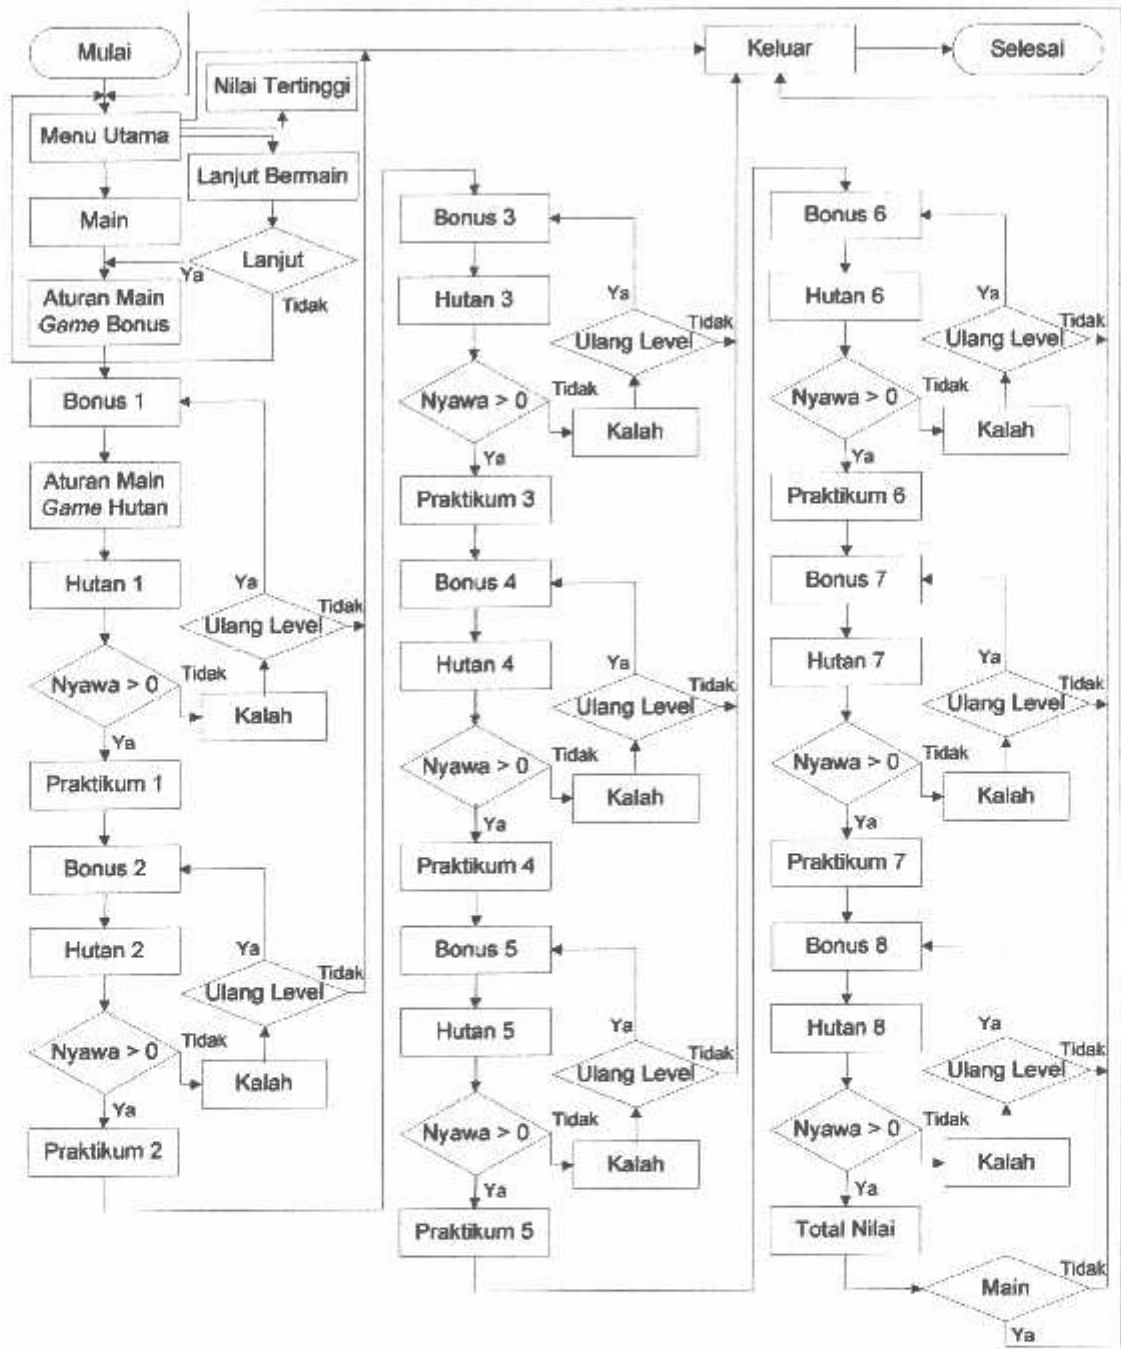 Mulai
Nilai Tertinggi
Menu Utama
Lanjut Bermain
Main
Lanjut
Ya
Tidak
Aturan Main
Game Bonus
Bonus 1
Aturan Main
Game Hutan
Hutan 1
Ya
Tidak
Ulang Level
Nyawa > 0
Tidak
Kalah
Ya
Praktikum 1
Bonus 2
Hutan 2
Ya
Tidak
Ulang Level
Nyawa > 0
Tidak
Kalah
Ya
Praktikum 2
Keluar
Selesai
Bonus 3
Hutan 3
Ya
Tidak
Ulang Level
Nyawa > 0
Tidak
Kalah
Ya
Praktikum 3
Bonus 4
Hutan 4
Ya
Tidak
Ulang Level
Nyawa > 0
Tidak
Kalah
Ya
Praktikum 4
Bonus 5
Hutan 5
Ya
Tidak
Ulang Level
Nyawa > 0
Tidak
Kalah
Ya
Praktikum 5
Bonus 6
Hutan 6
Ya
Tidak
Ulang Level
Nyawa > 0
Tidak
Kalah
Ya
Praktikum 6
Bonus 7
Hutan 7
Ya
Tidak
Ulang Level
Nyawa > 0
Tidak
Kalah
Ya
Praktikum 7
Bonus 8
Hutan 8
Ya
Tidak
Ulang Level
Nyawa > 0
Tidak
Kalah
Ya
Total Nilai
Main
Tidak
Ya